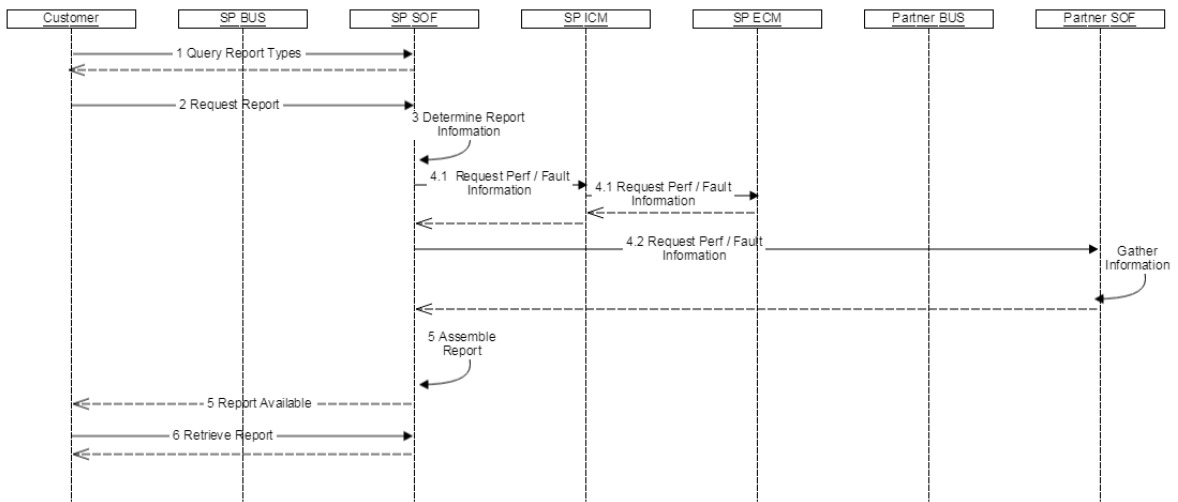 Customer
SP BUS
SP SOF
SP ICM
SP ECM
Partner BUS
Partner SOF
1 Query Report Types
2 Request Report
3 Determine Report
Information
4.1 Request Perf / Fault
Information
4.1 Request Perf / Fault
Information
4.2 Request Perf / Fault
Information
Gather
Information
5 Assemble
Report
5 Report Available
6 Retrieve Report